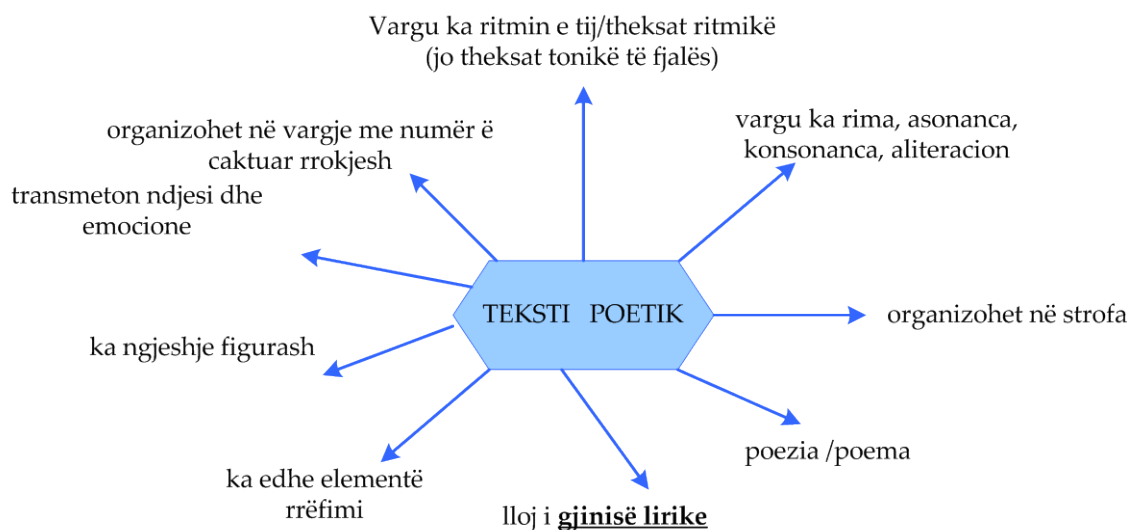 Vargu ka ritmin e tij/theksat ritmikë
(jo theksat tonikë të fjalës)
vargu ka rima, asonanca,
konsonanca, aliteracion
organizohet në vargje me numër ë
caktuar rrokjesh
transmeton ndjesi dhe
emocione
TEKSTI POETIK
organizohet në strofa
ka ngjeshje figurash
poezia /poema
ka edhe elementë
rrëfimi
lloj i gjinisë lirike